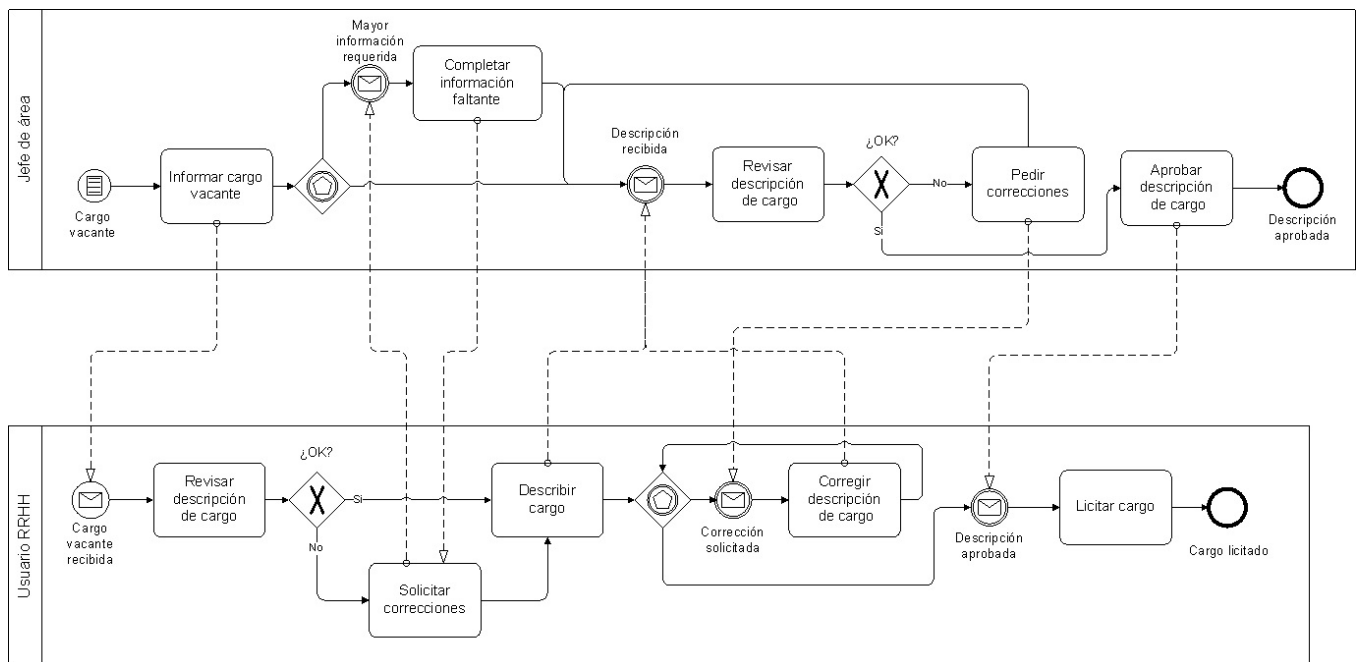 Jefe de área
Cargo
vacante
Informar cargo
vacante
Mayor
información
requerida
Completar
información
faltante
Descripción
recibida
Revisar
descripción
de cargo
¿OK?
No
Si
Pedir
correcciones
Aprobar
descripción
de cargo
Descripción
aprobada
Usuario RRHH
Cargo
vacante
recibida
Revisar
descripción
de cargo
¿OK?
Si
No
Solicitar
correcciones
Describir
cargo
Corrección
solicitada
Corregir
descripción
de cargo
Descripción
aprobada
Licitar cargo
Cargo licitado